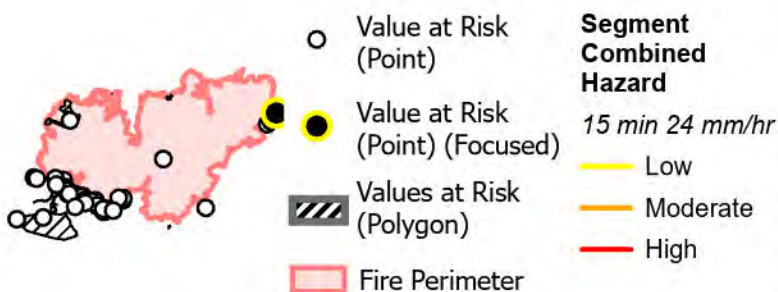 Value at Risk
(Point)
Value at Risk
(Point) (Focused)
Values at Risk
(Polygon)
Fire Perimeter
Segment
Combined
Hazard
15 min 24 mm/hr
Low
Moderate
High